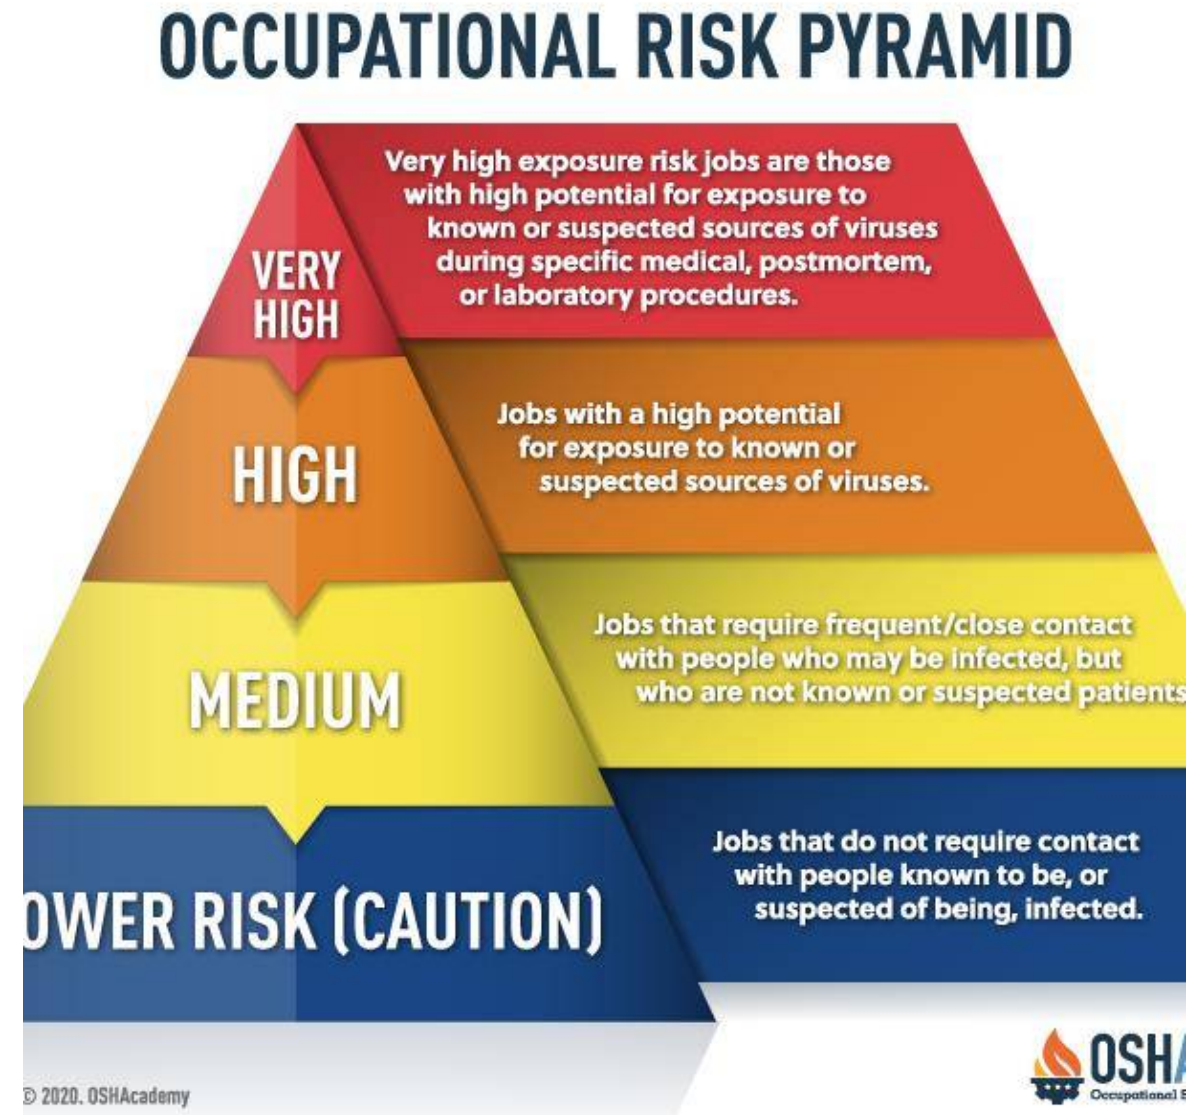 OCCUPATIONAL RISK PYRAMID
VERY
HIGH
Very high exposure risk jobs are those
with high potential for exposure to
known or suspected sources of viruses
during specific medical, postmortem,
or laboratory procedures.
HIGH
Jobs with a high potential
for exposure to known or
suspected sources of viruses.
MEDIUM
Jobs that require frequent/close contact
with people who may be infected, but
who are not known or suspected patients
OWER RISK (CAUTION)
Jobs that do not require contact
with people known to be, or
suspected of being, infected.
© 2020. OSHAcademy
OSHA
Occupational S